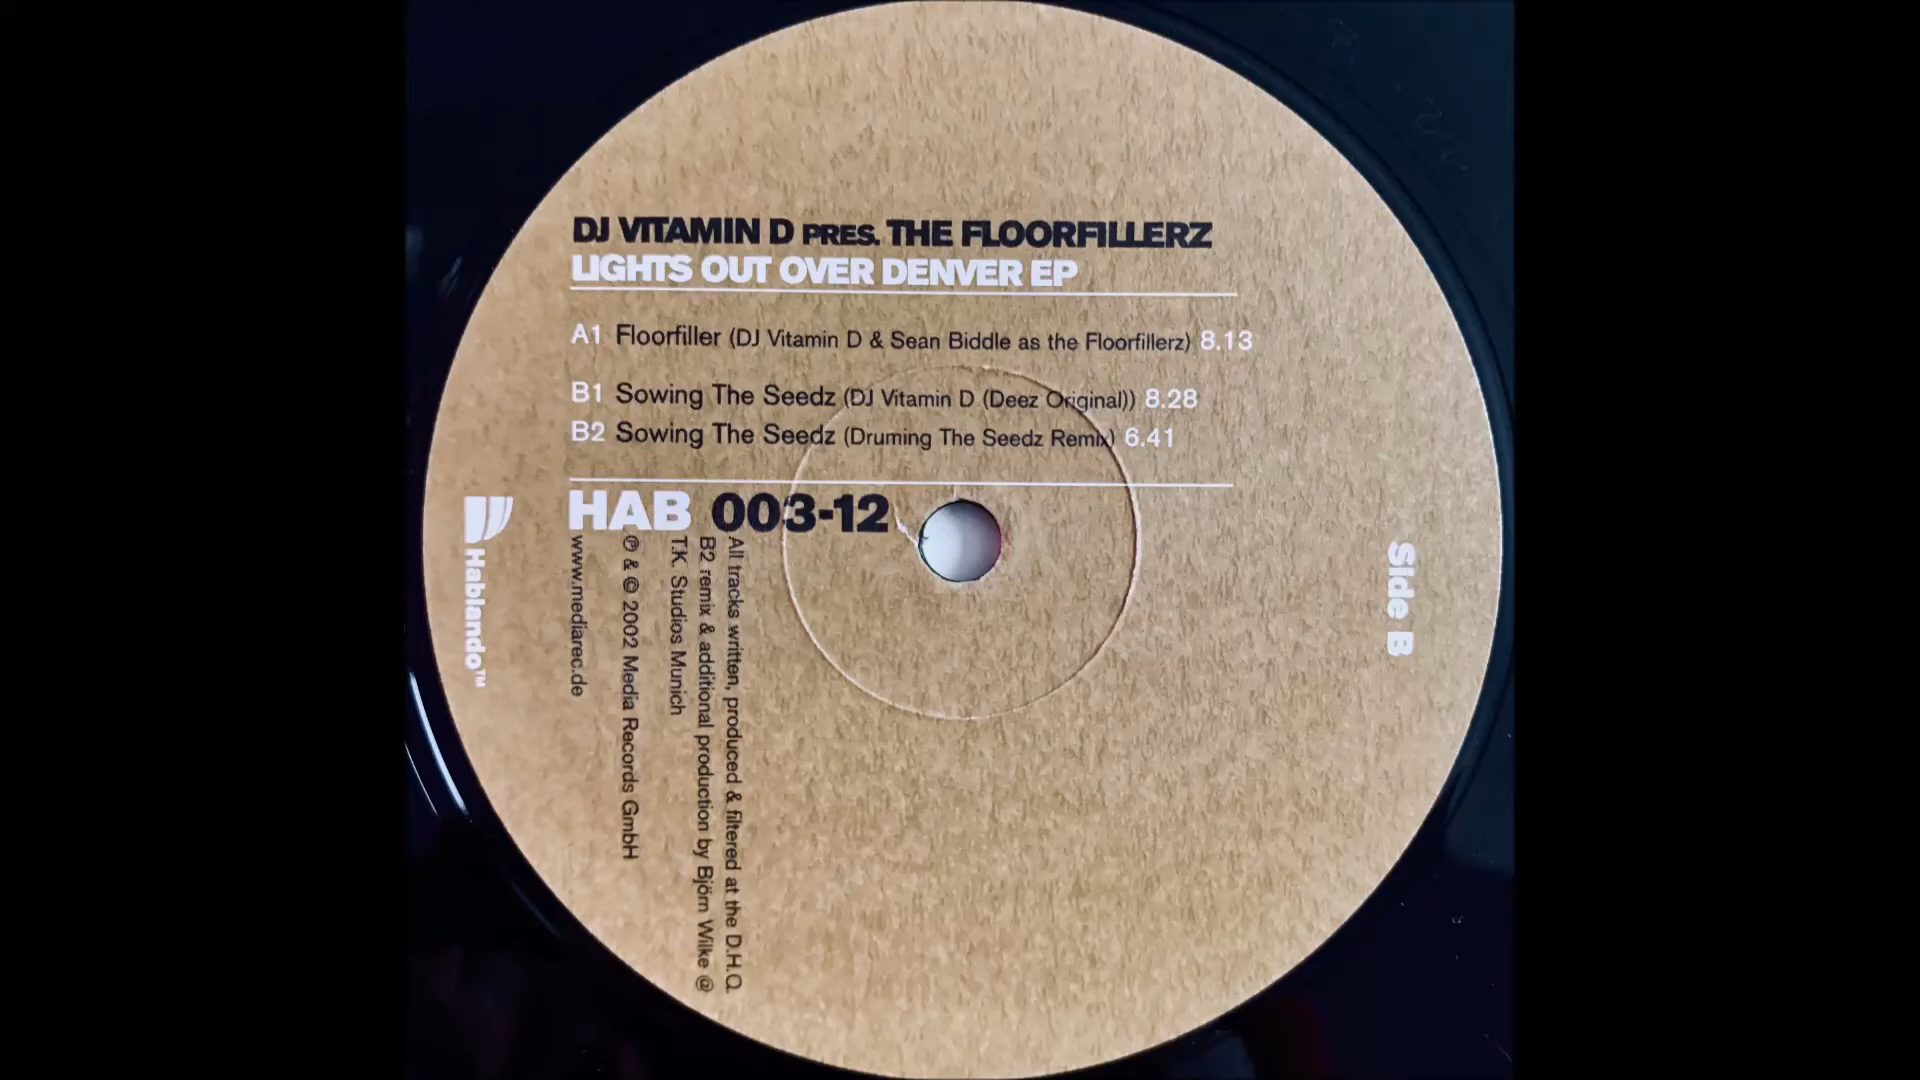 DJ VITAMIN D PRES. THE FLOORFILLERZ
LIGHTS OUT OVER DENVER EP
A1 Floorfiller (DJ Vitamin D & Sean Biddle as the Floorfillerz) 8.13
B1 Sowing The Seedz (DJ Vitamin D (Deez Original)) 8.28
B2 Sowing The Seedz (Druming The Seedz Remix) 6.41
HAB 003-12
All tracks written, produced & filtered at the D.H.Q.
B2 remix & additional production by Björn Wilke @
T.K. Studios Munich
℗ & © 2002 Media Records GmbH
www.mediarec.de
Hablando™
Side B